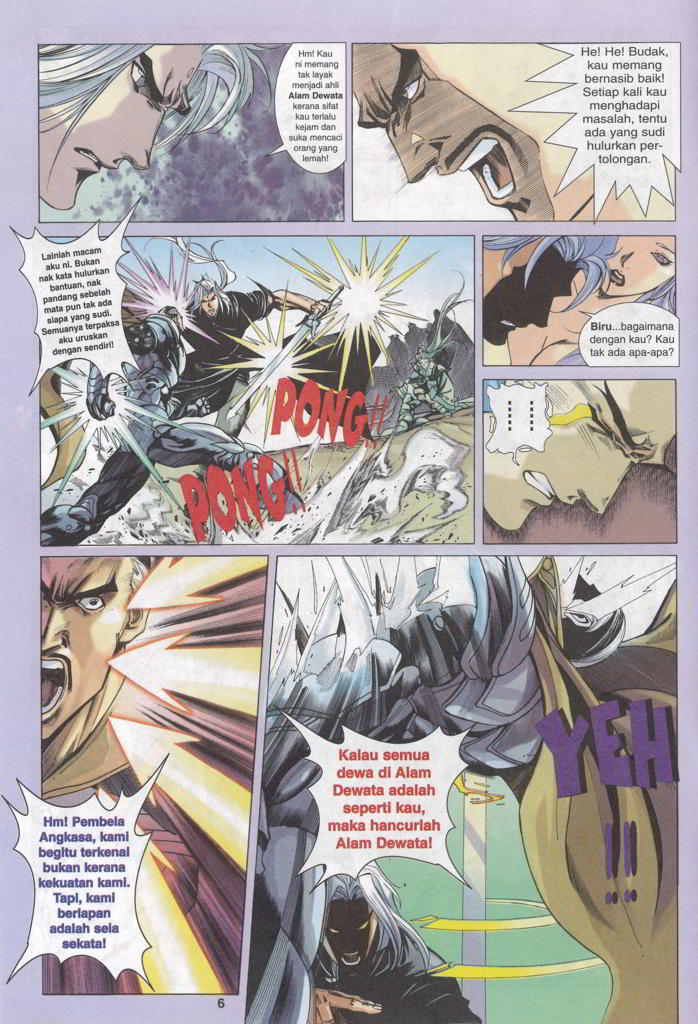 Hm! Kau
ni memang
tak layak
menjadi ahli
Alam Dewata
kerana sifat
kau terlalu
kejam dan
suka mencaci
orang yang
lemah!
He! He! Budak,
kau memang
bernasib baik!
Setiap kali kau
menghadapi
masalah, tentu
ada yang sudi
hulurkan per-
tolongan.
Lainlah macam
aku ni. Bukan
nak kata hulurkan
bantuan, nak
pandang sebelah
mata pun tak ada
siapa yang sudi.
Semuanya terpaksa
aku uruskan
dengan sendiri!
PONG!!
PONG!!
Biru...bagaimana
dengan kau? Kau
tak ada apa-apa?
Hm! Pembela
Angkasa, kami
begitu terkenal
bukan kerana
kekuatan kami.
Tapi, kami
berlapan
adalah sela
sekata!
Kalau semua
dewa di Alam
Dewata adalah
seperti kau,
maka hancurlah
Alam Dewata!
YEH!!
6